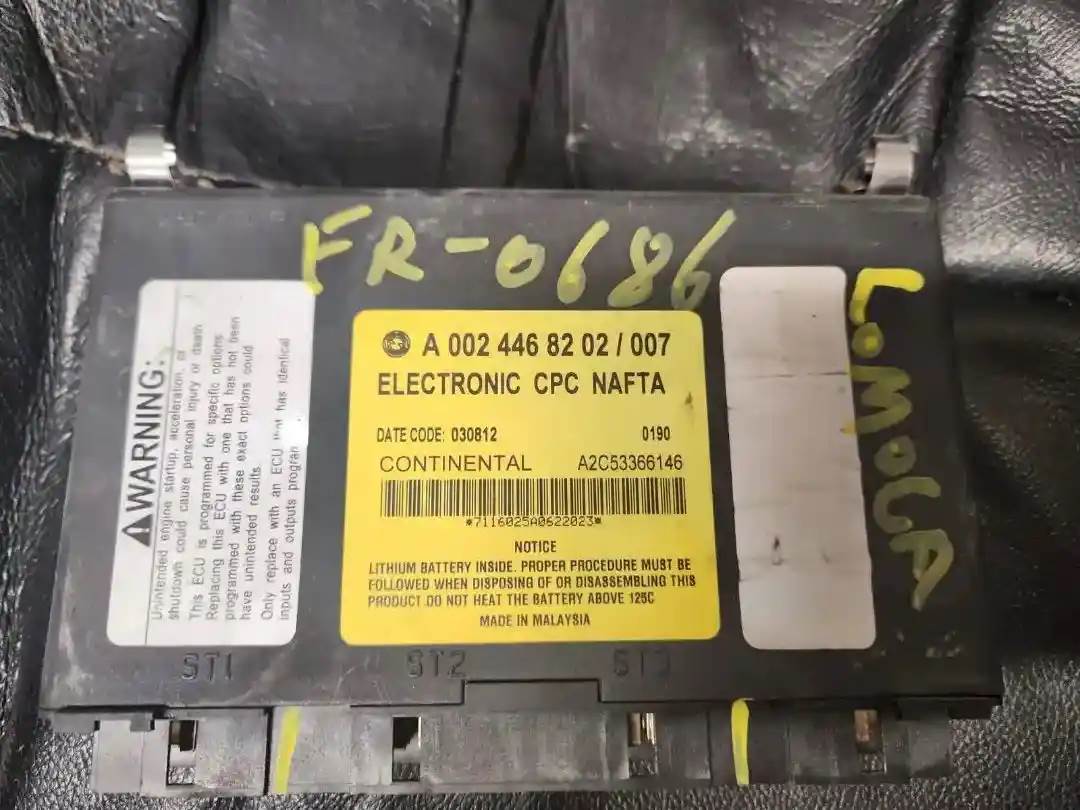 FR-0686
LOMOCA
⚠WARNING:
Unintended engine startup, acceleration, or
shutdown could cause personal injury or death
This ECU is programmed for specific options
Replacing this ECU with one that has not been
programmed with these exact options could
have unintended results
Only replace with an ECU that has identical
inputs and outputs program
A 002 446 82 02 / 007
ELECTRONIC CPC NAFTA
DATE CODE: 030812 0190
CONTINENTAL A2C53366146
*7116025A0622023*
NOTICE
LITHIUM BATTERY INSIDE. PROPER PROCEDURE MUST BE
FOLLOWED WHEN DISPOSING OF OR DISASSEMBLING THIS
PRODUCT.DO NOT HEAT THE BATTERY ABOVE 125C
MADE IN MALAYSIA
ST1 ST2 ST3